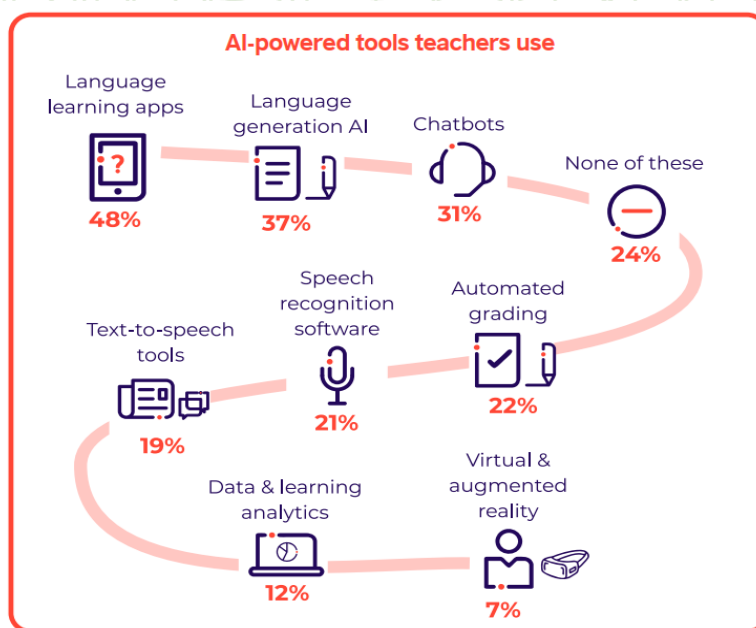 AI-powered tools teachers use
Language
learning apps
?
48%
Language
generation AI
37%
Chatbots
31%
None of these
24%
Automated
grading
22%
Speech
recognition
software
21%
Text-to-speech
tools
19%
Data & learning
analytics
12%
Virtual &
augmented
reality
7%